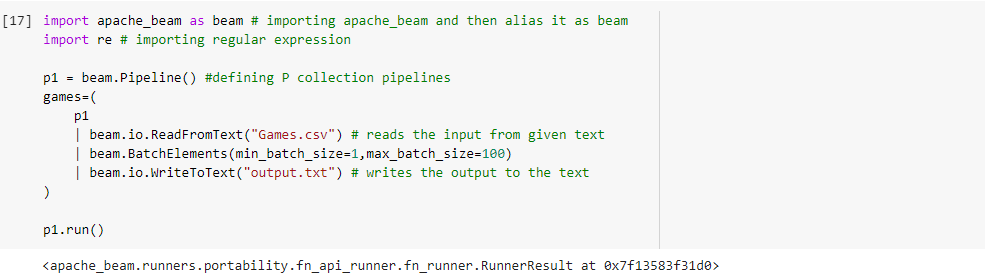 [17] import apache_beam as beam # importing apache_beam and then alias it as beam
import re # importing regular expression
p1 = beam.Pipeline() #defining P collection pipelines
games=(
p1
| beam.io.ReadFromText("Games.csv") # reads the input from given text
| beam.BatchElements(min_batch_size=1,max_batch_size=100)
| beam.io.WriteToText("output.txt") # writes the output to the text
)
p1.run()
<apache_beam.runners.portability.fn_api_runner.fn_runner.RunnerResult at 0x7f13583f31d0>